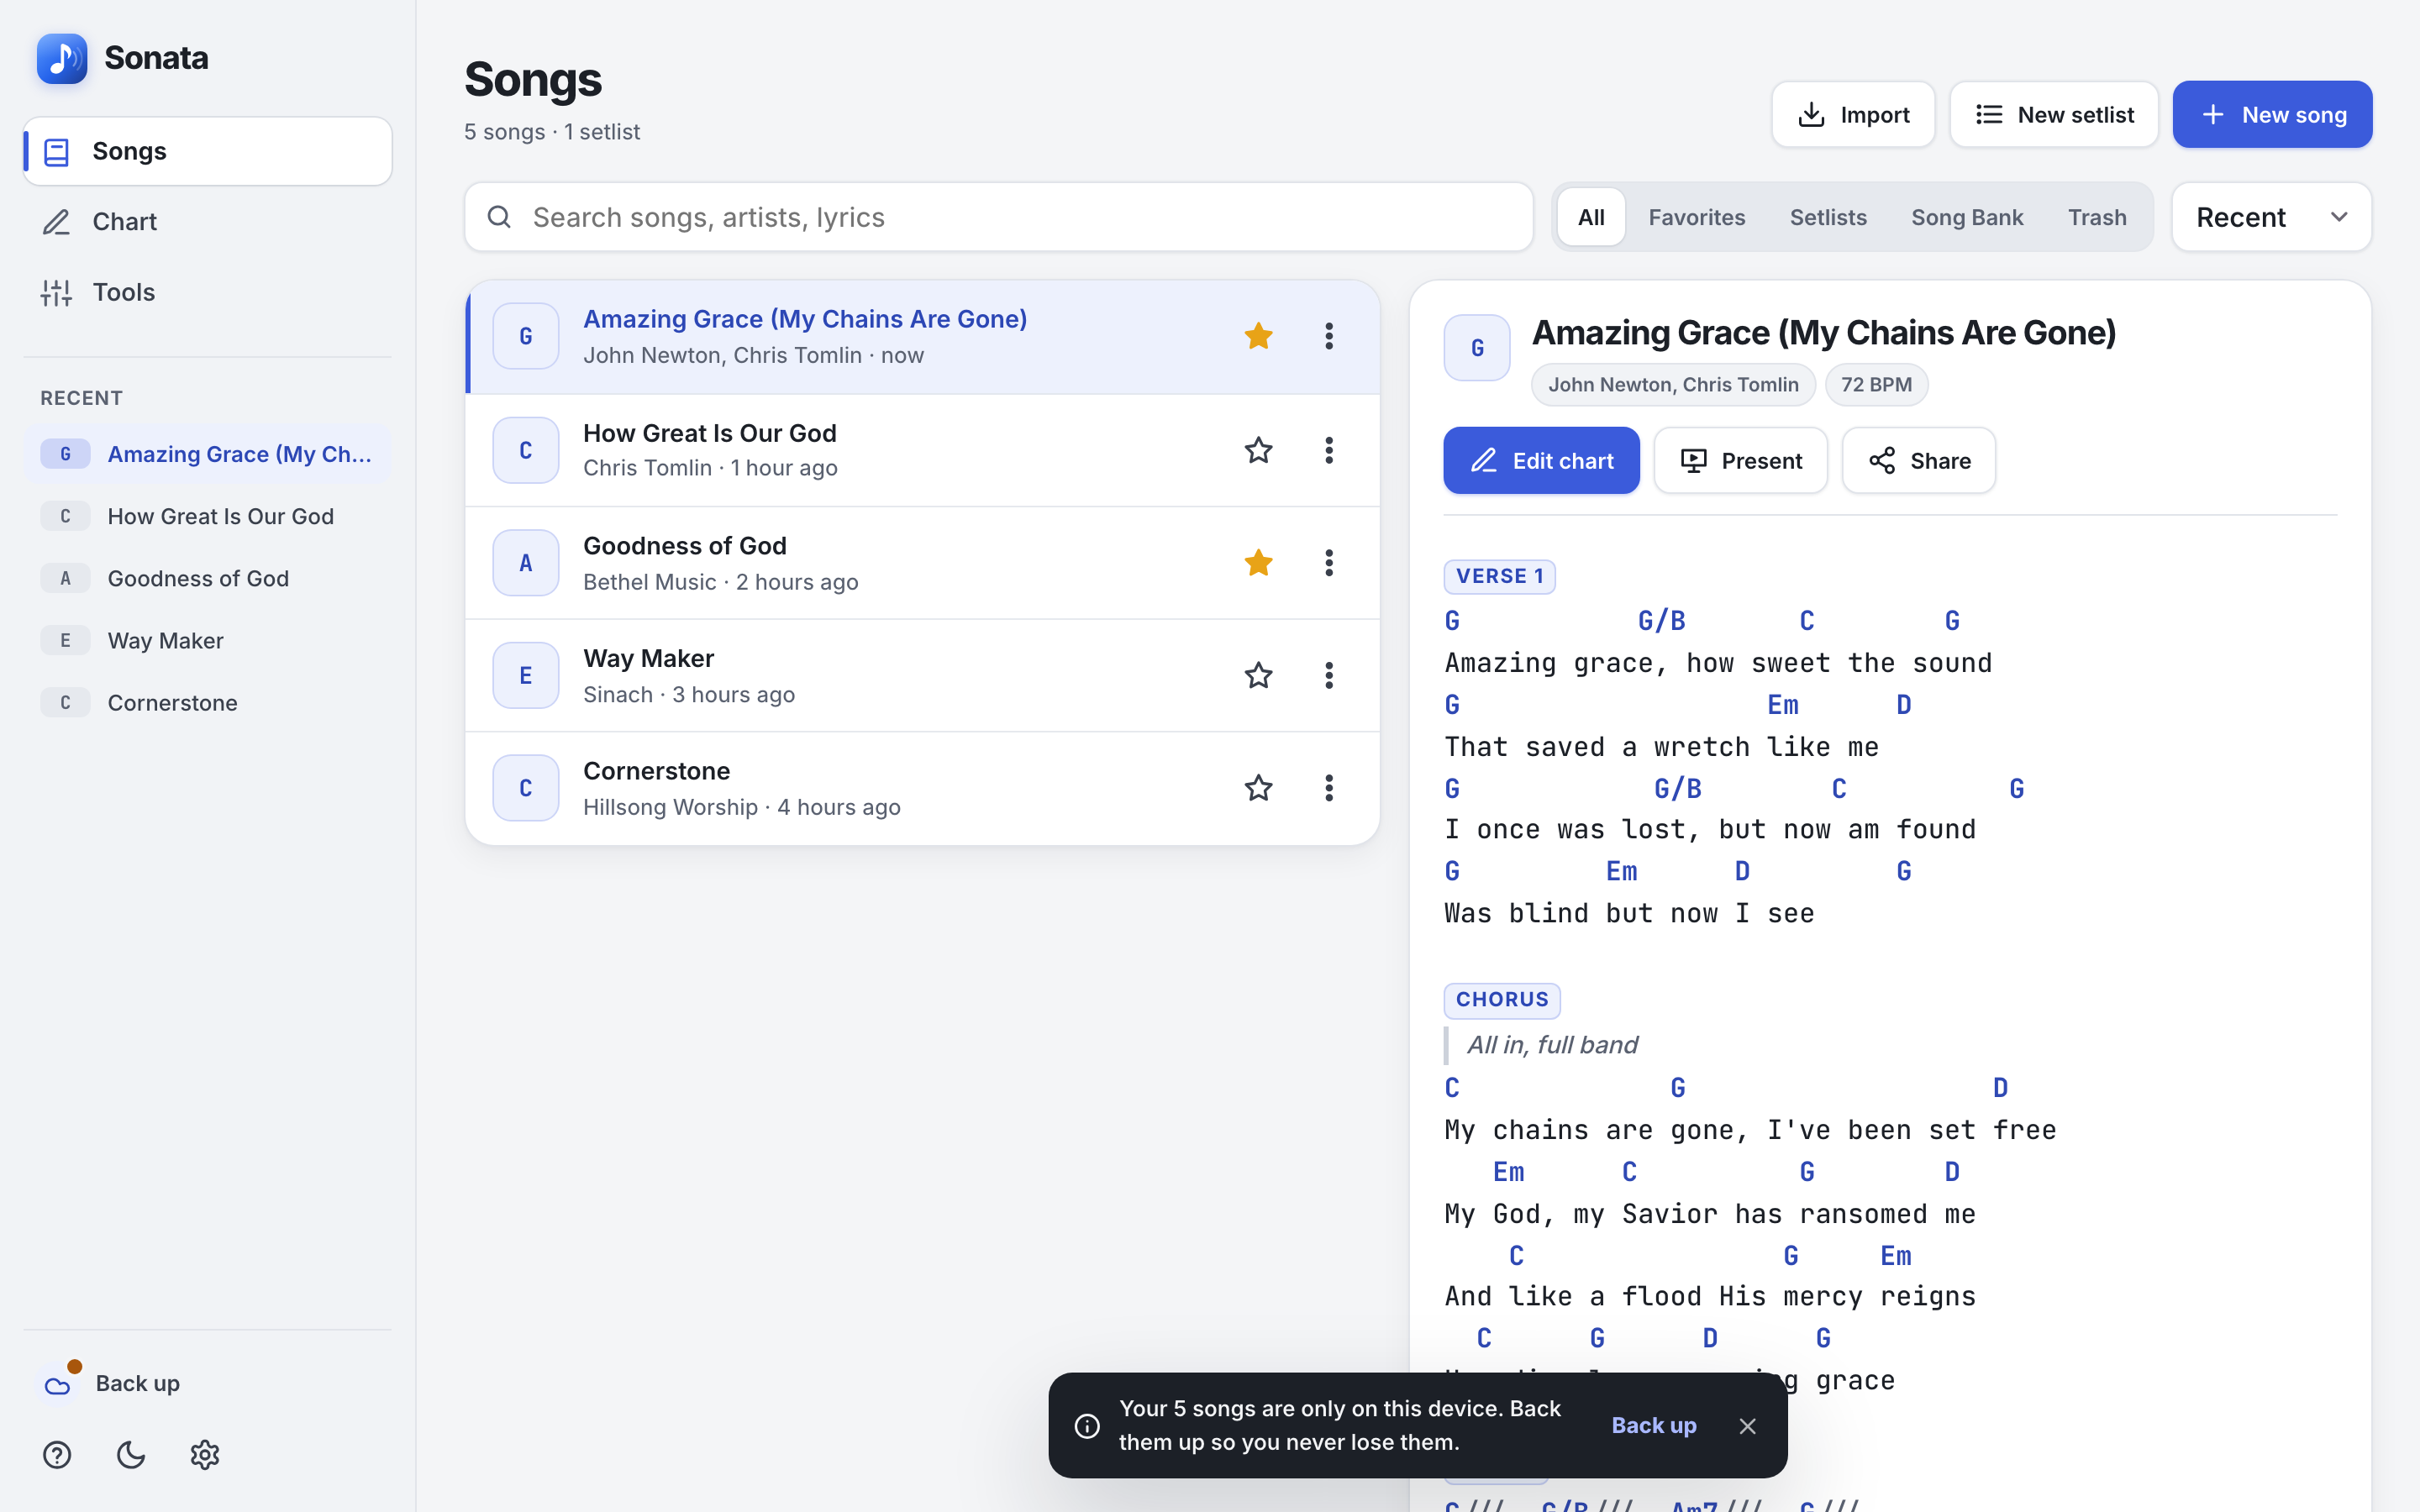 Sonata
Songs
Chart
Tools
RECENT
G Amazing Grace (My Ch...
C How Great Is Our God
A Goodness of God
E Way Maker
C Cornerstone
Back up
Songs
5 songs · 1 setlist
Import
New setlist
New song
Search songs, artists, lyrics
All Favorites Setlists Song Bank Trash
Recent
G
Amazing Grace (My Chains Are Gone)
John Newton, Chris Tomlin · now
C
How Great Is Our God
Chris Tomlin · 1 hour ago
A
Goodness of God
Bethel Music · 2 hours ago
E
Way Maker
Sinach · 3 hours ago
C
Cornerstone
Hillsong Worship · 4 hours ago
G
Amazing Grace (My Chains Are Gone)
John Newton, Chris Tomlin 72 BPM
Edit chart Present Share
VERSE 1
G G/B C G
Amazing grace, how sweet the sound
G Em D
That saved a wretch like me
G G/B C G
I once was lost, but now am found
G Em D G
Was blind but now I see
CHORUS
All in, full band
C G D
My chains are gone, I've been set free
Em C G D
My God, my Savior has ransomed me
C G Em
And like a flood His mercy reigns
C G D G
grace
G /// G/B /// Am7 /// G ///
Your 5 songs are only on this device. Back
them up so you never lose them.
Back up